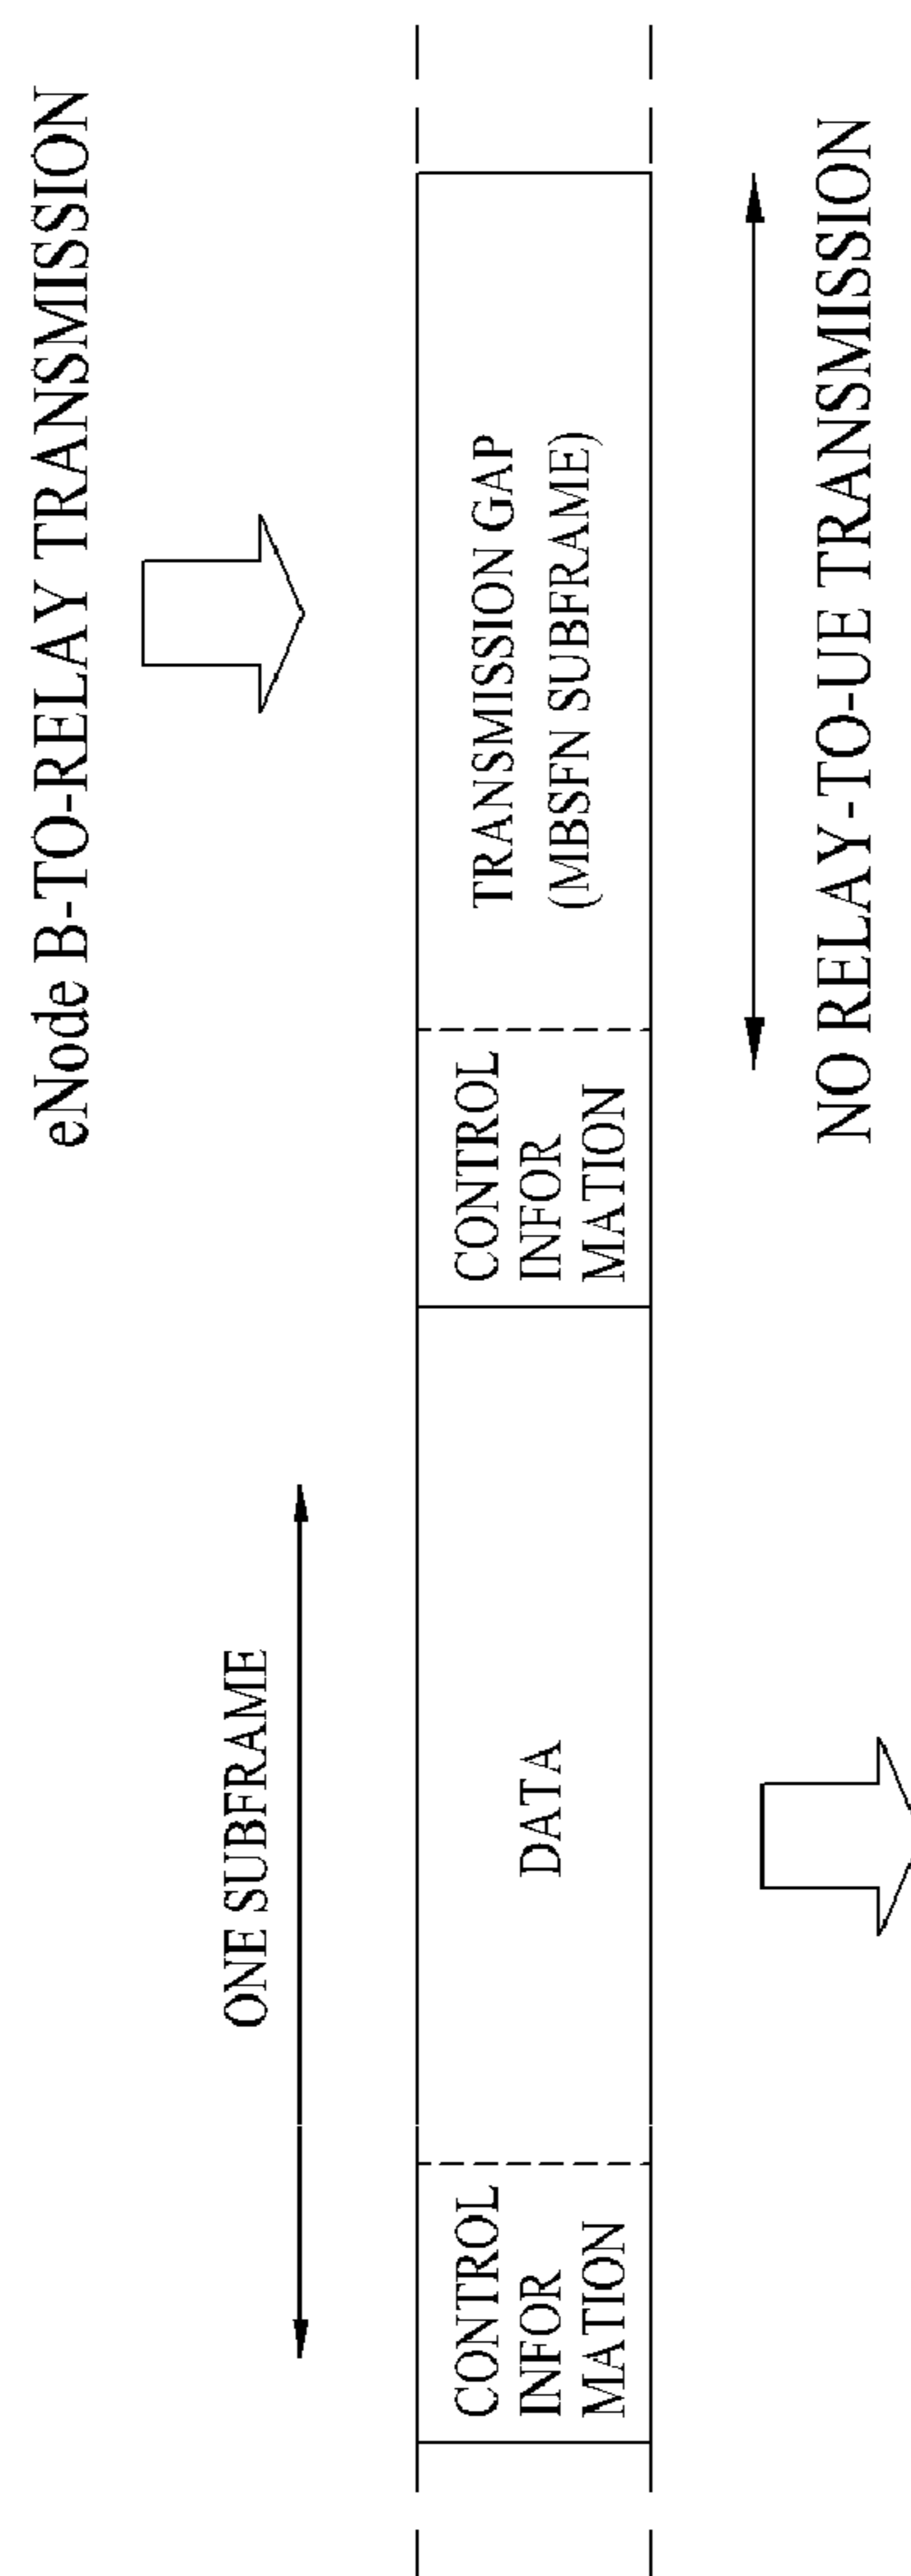 eNode B-TO-RELAY TRANSMISSION
ONE SUBFRAME
CONTROL
INFOR
MATION
DATA
CONTROL
INFOR
MATION
TRANSMISSION GAP
(MBSFN SUBFRAME)
NO RELAY-TO-UE TRANSMISSION